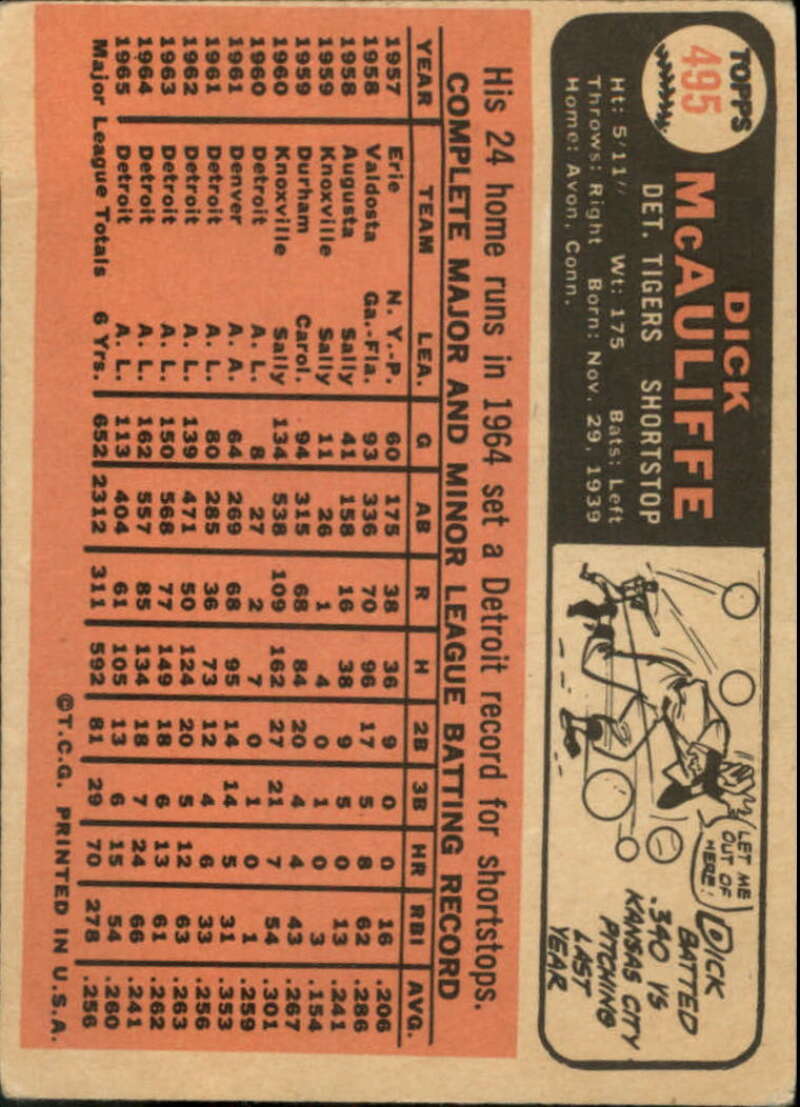 TOPPS
495
DICK
McAULIFFE
DET. TIGERS SHORTSTOP
Ht: 5'11" Wt: 175 Bats: Left
Throws: Right Born: Nov. 29, 1939
Home: Avon, Conn.
LET ME
OUT OF
HERE!
DICK
BATTED
.340 VS
KANSAS CITY
PITCHING
LAST
YEAR
His 24 home runs in 1964 set a Detroit record for shortstops.
COMPLETE MAJOR AND MINOR LEAGUE BATTING RECORD
YEAR TEAM LEA. G AB R H 2B 3B HR RBI AVG.
1957 Erie N. Y.-P. 60 175 38 36 9 0 0 16 .206
1958 Valdosta Ga.-Fla. 93 336 70 96 17 5 8 62 .286
1958 Augusta Sally 41 158 16 38 9 5 0 13 .241
1959 Knoxville Sally 11 26 1 4 0 1 0 3 .154
1959 Durham Carol. 94 315 68 84 20 4 4 43 .267
1960 Knoxville Sally 134 538 109 162 27 21 7 54 .301
1960 Detroit A. L. 8 27 2 7 0 1 0 1 .259
1961 Denver A. A. 64 269 68 95 14 14 5 31 .353
1961 Detroit A. L. 80 285 36 73 12 4 6 33 .256
1962 Detroit A. L. 139 471 50 124 20 5 12 63 .263
1963 Detroit A. L. 150 568 77 149 18 6 13 61 .262
1964 Detroit A. L. 162 557 85 134 18 7 24 66 .241
1965 Detroit A. L. 113 404 61 105 13 6 15 54 .260
Major League Totals 6 Yrs. 652 2312 311 592 81 29 70 278 .256
©T.C.G. PRINTED IN U.S.A.